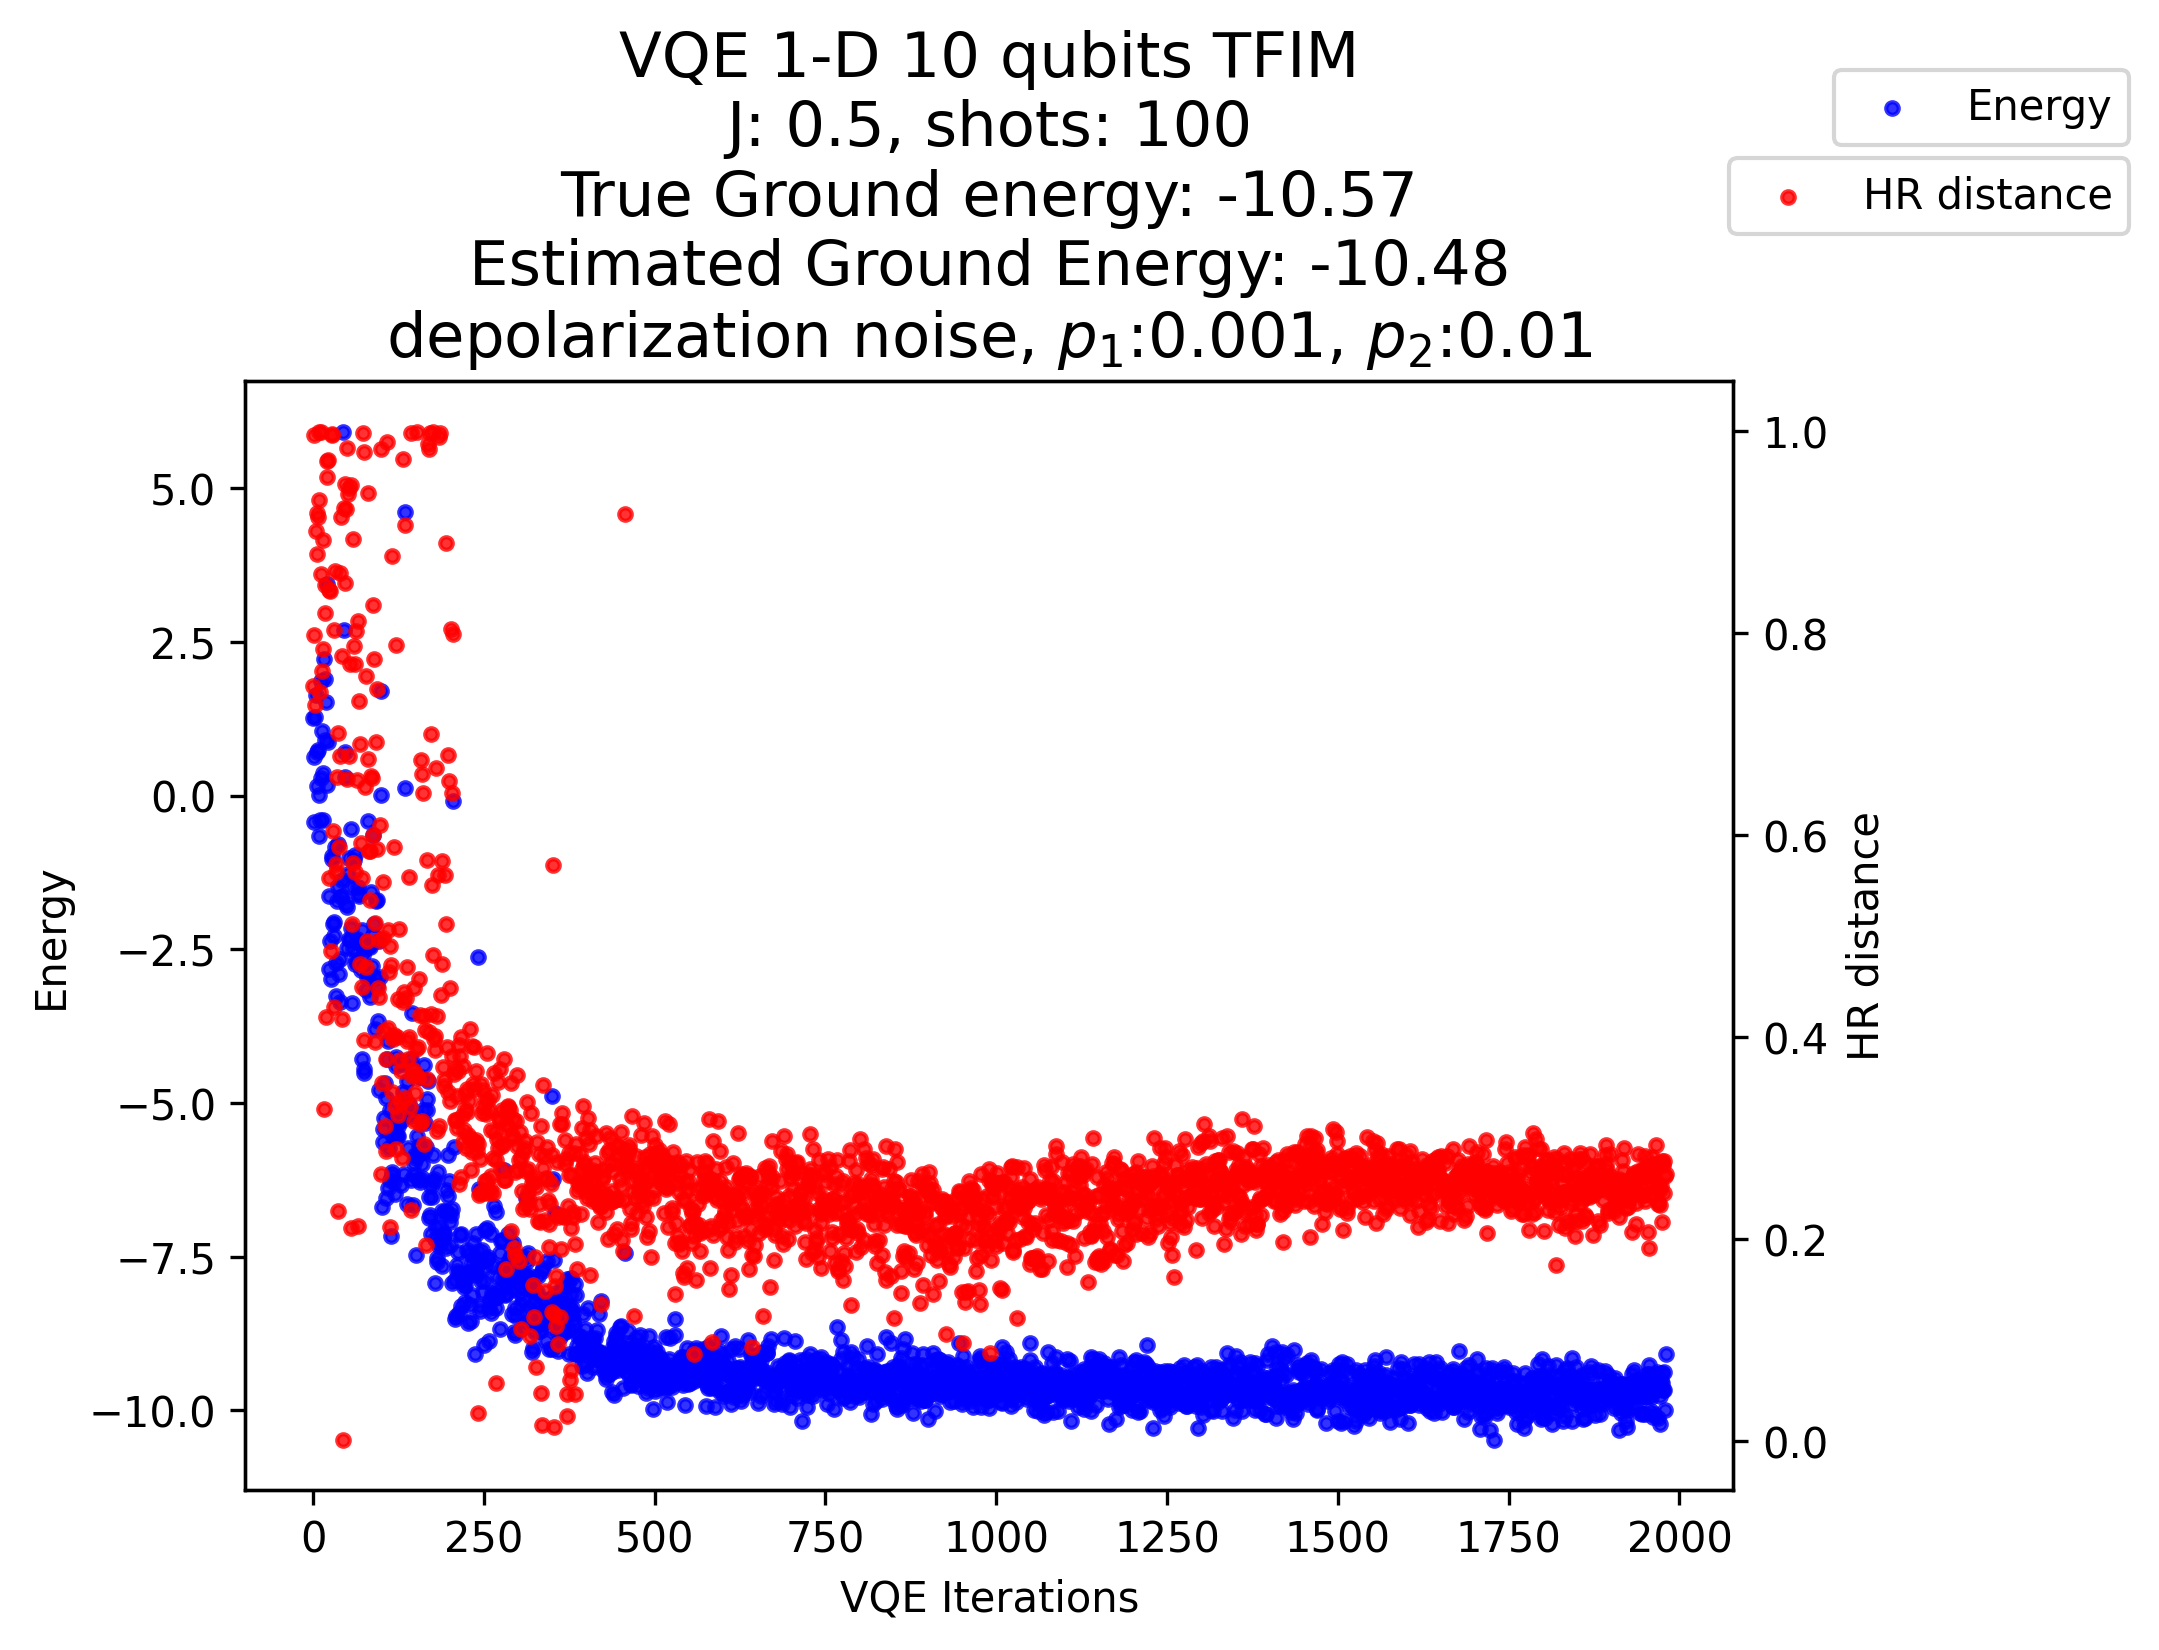 VQE 1-D 10 qubits TFIM
J: 0.5, shots: 100
True Ground energy: -10.57
Estimated Ground Energy: -10.48
depolarization noise, p₁:0.001, p₂:0.01
Energy
HR distance
5.0
2.5
0.0
−2.5
−5.0
−7.5
−10.0
Energy
1.0
0.8
0.6
0.4
0.2
0.0
HR distance
0
250
500
750
1000
1250
1500
1750
2000
VQE Iterations